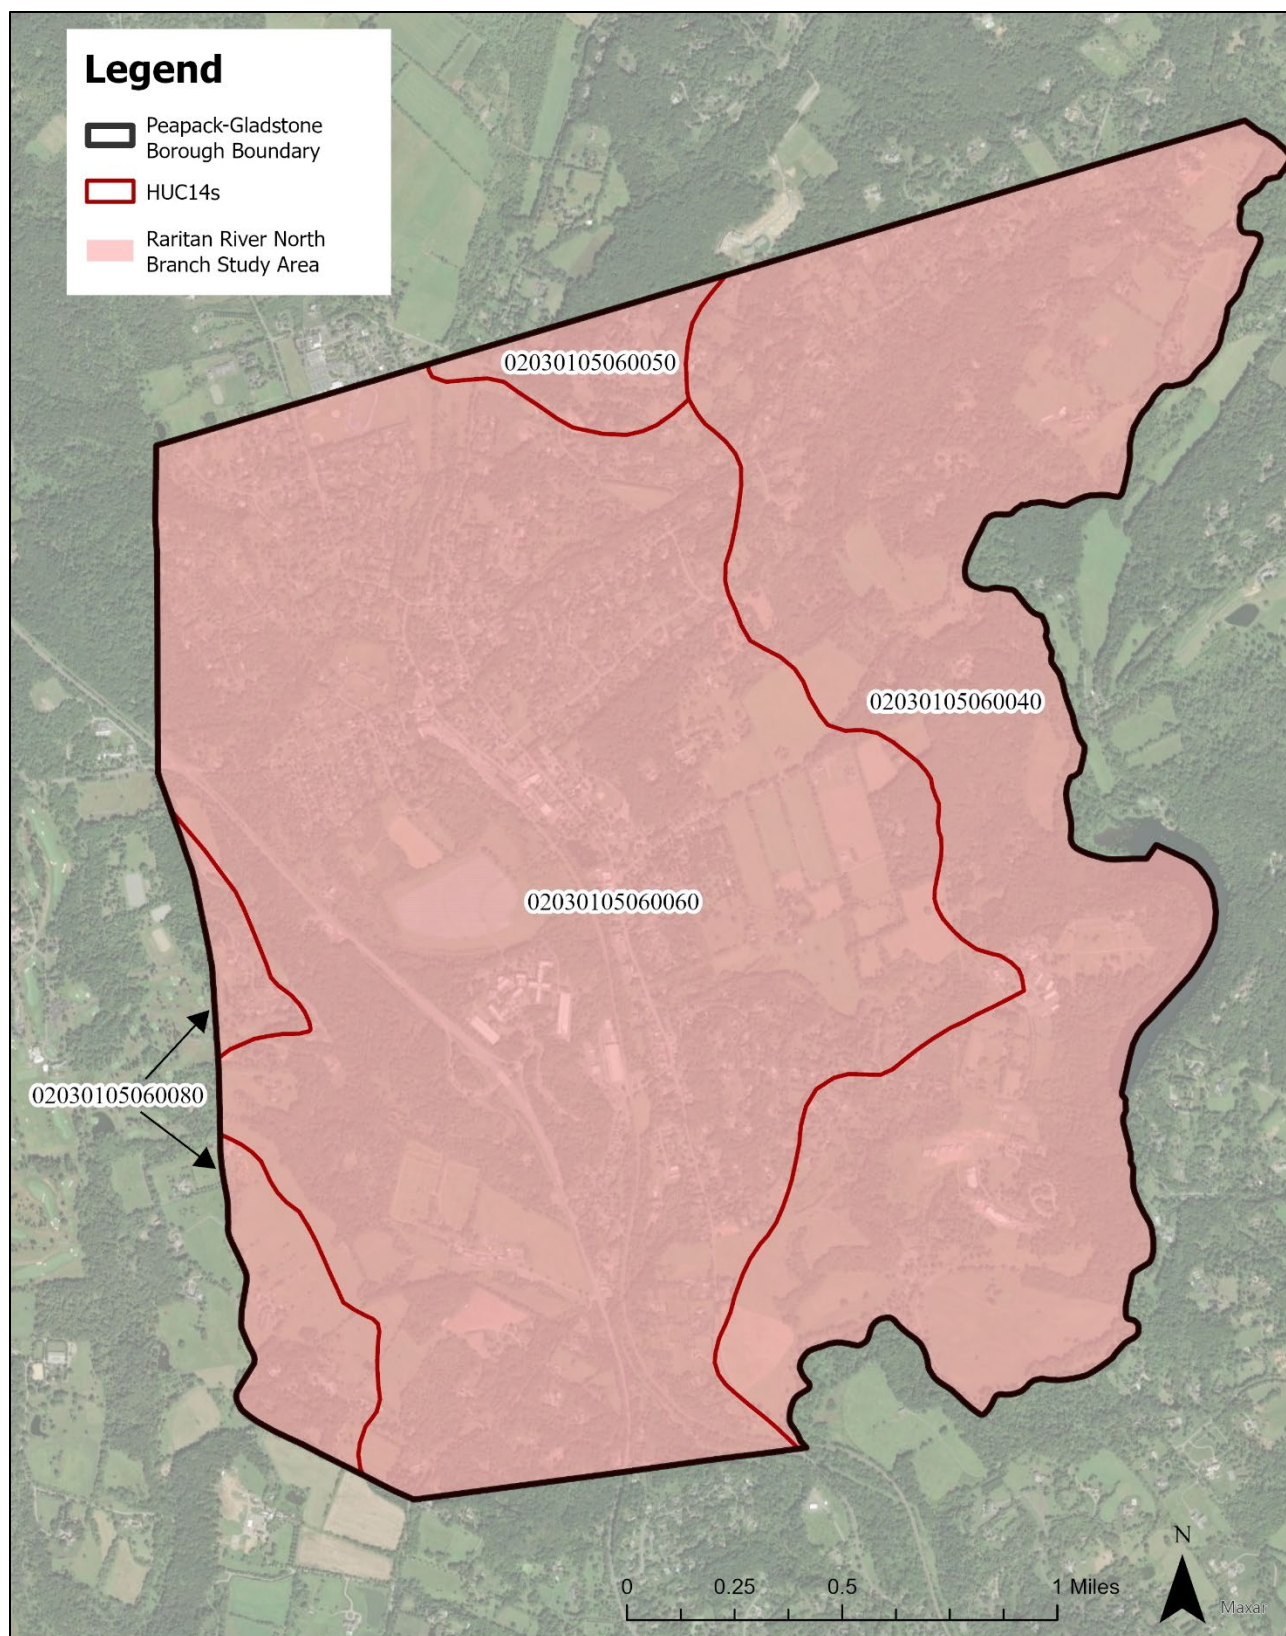 Legend
Peapack-Gladstone
Borough Boundary
HUC14s
Raritan River North
Branch Study Area
02030105060050
02030105060040
02030105060060
02030105060080
N
0 0.25 0.5 1 Miles
Maxar